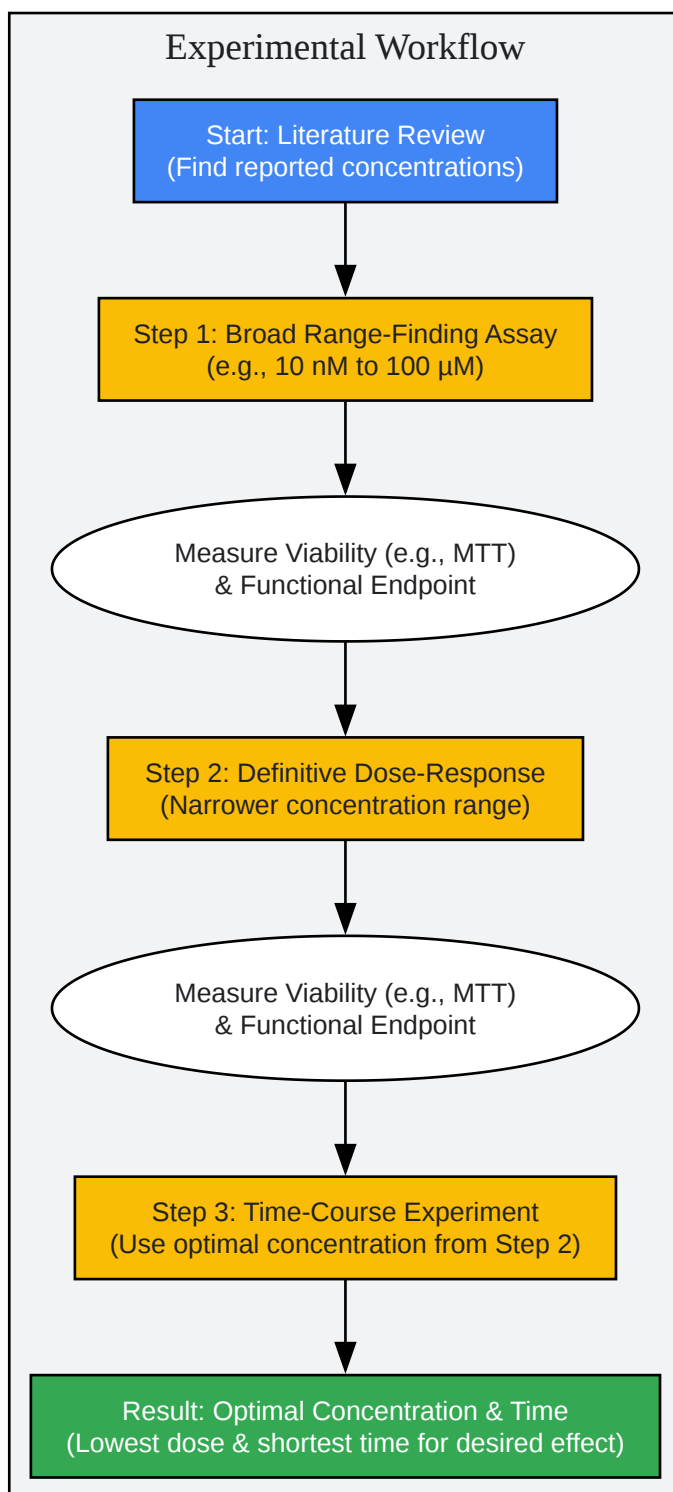 Experimental Workflow
Start: Literature Review
(Find reported concentrations)
Step 1: Broad Range-Finding Assay
(e.g., 10 nM to 100 µM)
Measure Viability (e.g., MTT)
& Functional Endpoint
Step 2: Definitive Dose-Response
(Narrower concentration range)
Measure Viability (e.g., MTT)
& Functional Endpoint
Step 3: Time-Course Experiment
(Use optimal concentration from Step 2)
Result: Optimal Concentration & Time
(Lowest dose & shortest time for desired effect)